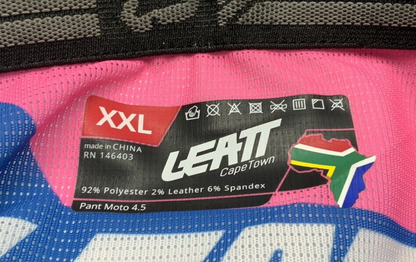 XXL
made in CHINA
RN 146403
LEATT
CapeTown
92% Polyester 2% Leather 6% Spandex
Pant Moto 4.5